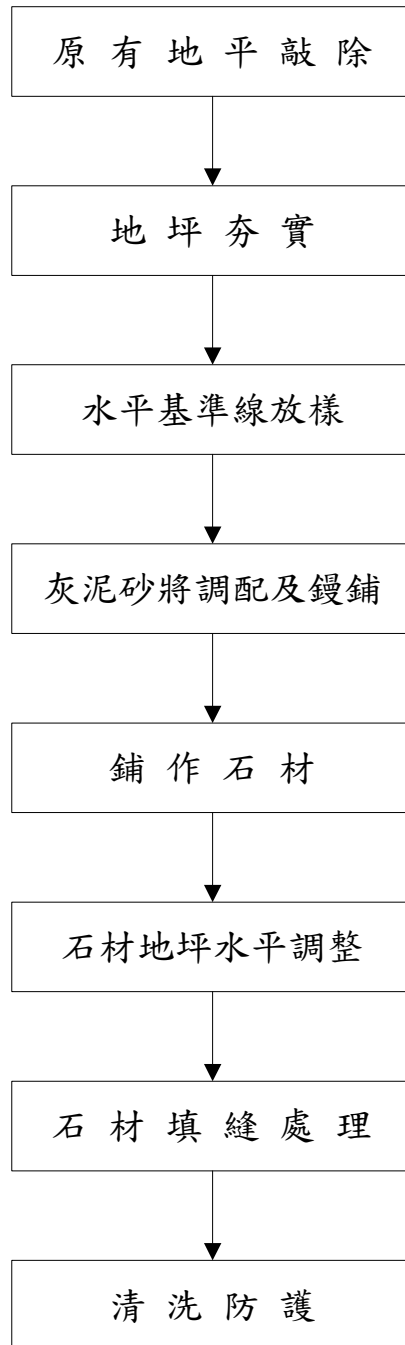 原有地平敲除
地坪夯實
水平基準線放樣
灰泥砂將調配及鏝鋪
鋪作石材
石材地坪水平調整
石材填縫處理
清洗防護